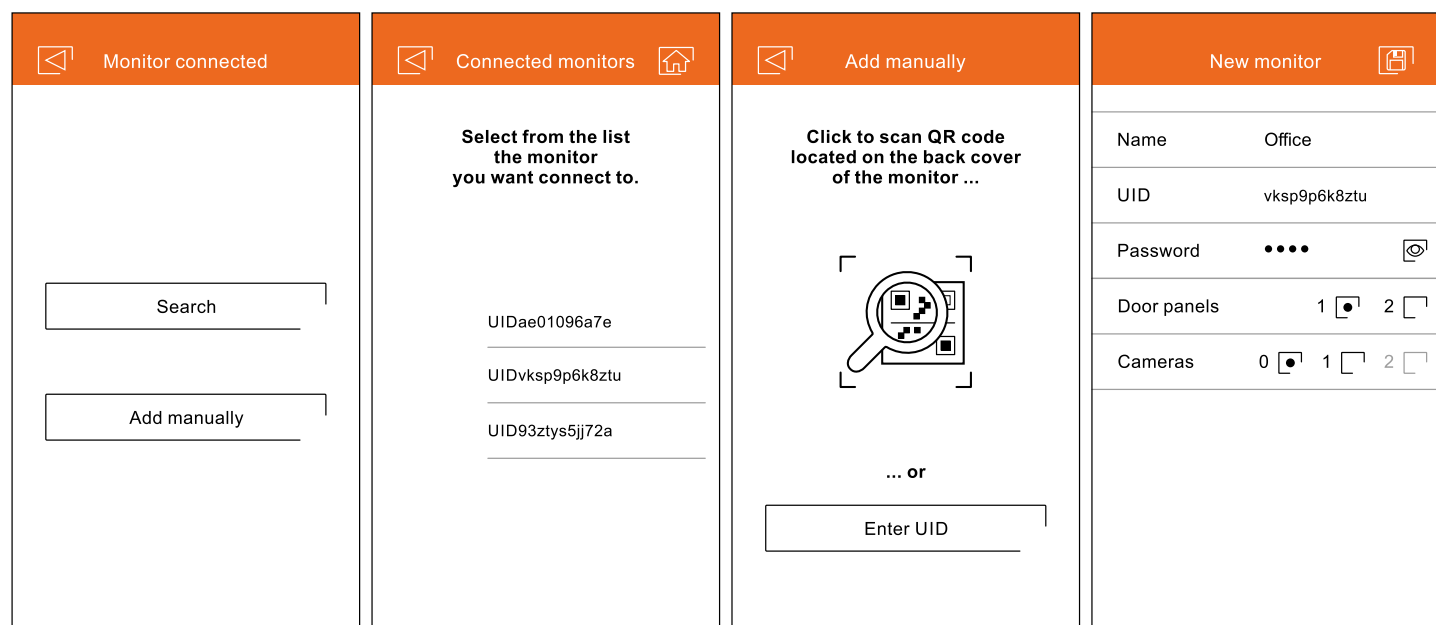 Monitor connected
Search
Add manually
Connected monitors
Select from the list
the monitor
you want connect to.
UIDae01096a7e
UIDvksp9p6k8ztu
UID93ztys5jj72a
Add manually
Click to scan QR code
located on the back cover
of the monitor ...
... or
Enter UID
New monitor
Name Office
UID vksp9p6k8ztu
Password ••••
Door panels 1 2
Cameras 0 1 2